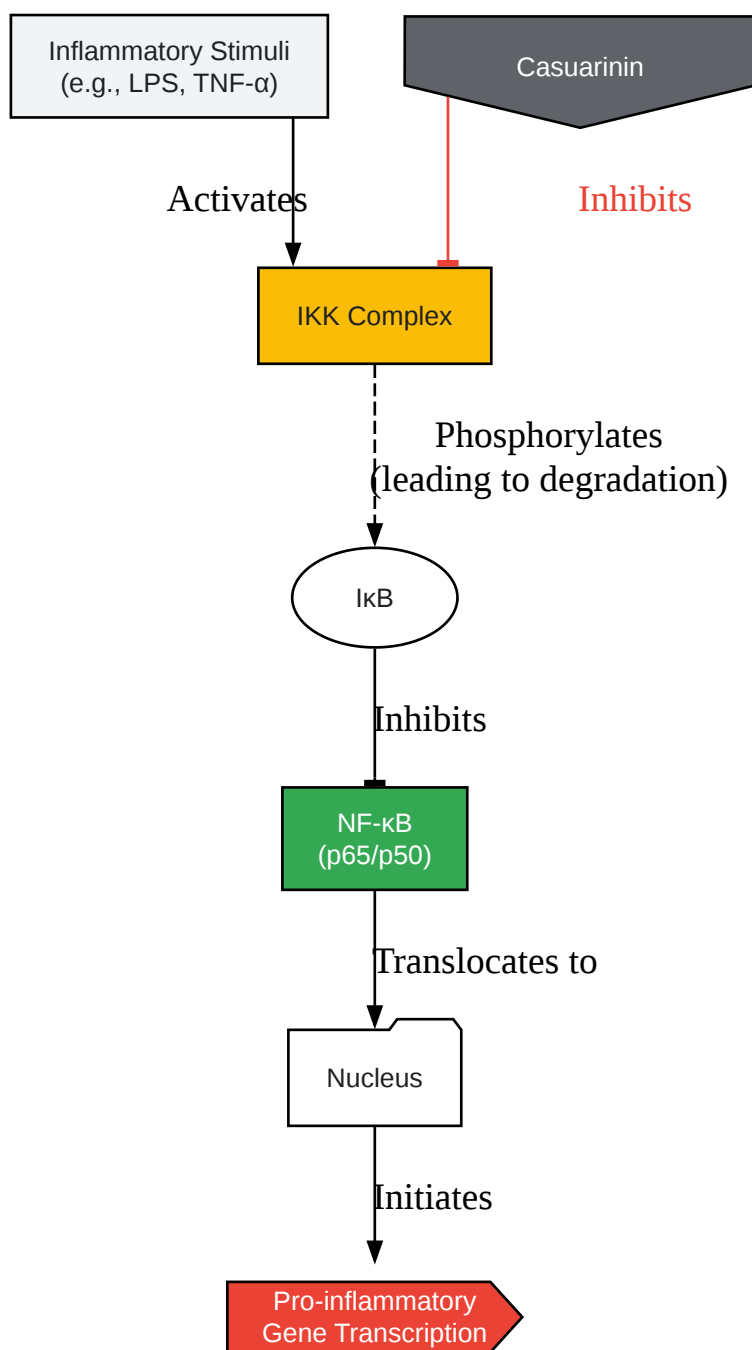 Inflammatory Stimuli
(e.g., LPS, TNF-α)
Casuarinin
Activates
Inhibits
IKK Complex
Phosphorylates
(leading to degradation)
IκB
Inhibits
NF-κB
(p65/p50)
Translocates to
Nucleus
Initiates
Pro-inflammatory
Gene Transcription